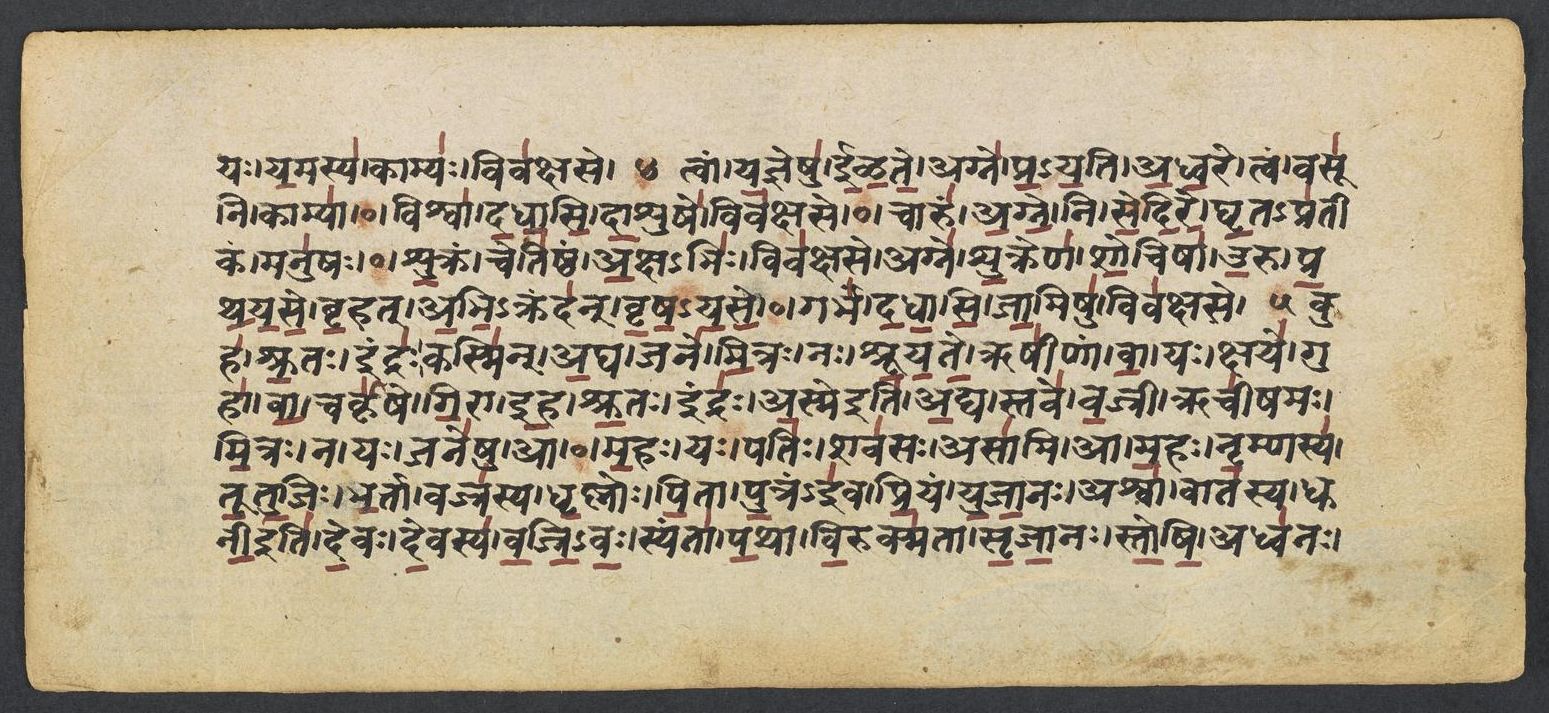 यः।यमस्य।काम्यः।विवक्षसे। ४ त्वां।यज्ञेषु।ईळते।अग्ने।प्रऽयति।अध्वरे।त्वं।वसू
नि।काम्या।०।विश्वा।दधासि।दाशुषे।विवक्षसे।०।चारुं।अग्ने।नि।सेदिरे।घृतऽप्रती
कं।मनुषः।०।शुक्रं।चेतिष्ठं।अक्षऽभिः।विवक्षसे।अग्ने।शुक्रेण।शोचिषा।उरु।प्र
थयसे।बृहत्।अभिऽक्रंदन्।वृषऽयसे।०।गर्भं।दधासि।जामिषु।विवक्षसे। ५ कु
ह।श्रुतः।इंद्रः।कस्मिन्।अद्य।जने।मित्रः।नः।श्रूयते।ऋषीणां।वा।यः।क्षये।गु
हा।वा।चर्कृषे।गिरा।इह।श्रुतः।इंद्रः।अस्मेइति।अद्य।स्तवे।वज्री।ऋचीषमः।
मित्रः।न।यः।जनेषु।आ।०।महः।यः।पतिः।शवसः।असामि।आ।महः।नृम्णस्य।
तूतुजिः।भर्ता।वज्रस्य।धृष्णोः।पिता।पुत्रंऽइव।प्रियं।युजानः।अश्वा।वातस्य।धु
नीइति।देवः।देवस्य।वज्रिऽवः।स्यंता।पथा।विरुक्मता।सृजानः।स्तोषि।अध्वनः।